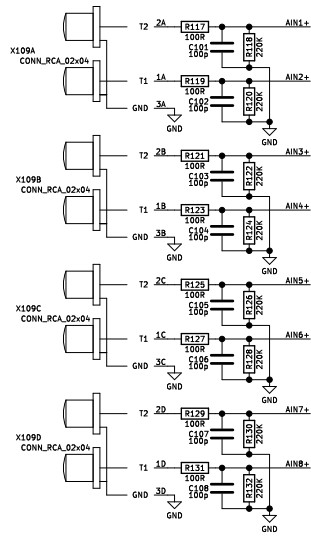 T2 2A R117 AIN1+
100R
C101
100p
R118
220K
X109A
CONN_RCA_02x04
T1 1A R119 AIN2+
100R
C102
100p
R120
220K
GND 3A
GND
GND
T2 2B R121 AIN3+
100R
C103
100p
R122
220K
X109B
CONN_RCA_02x04
T1 1B R123 AIN4+
100R
C104
100p
R124
220K
GND 3B
GND
GND
T2 2C R125 AIN5+
100R
C105
100p
R126
220K
X109C
CONN_RCA_02x04
T1 1C R127 AIN6+
100R
C106
100p
R128
220K
GND 3C
GND
GND
T2 2D R129 AIN7+
100R
C107
100p
R130
220K
X109D
CONN_RCA_02x04
T1 1D R131 AIN8+
100R
C108
100p
R132
220K
GND 3D
GND
GND